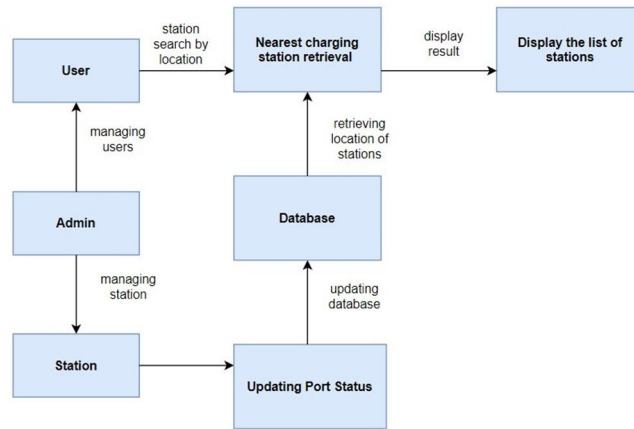 station
search by
location
User
Nearest charging
station retrieval
display
result
Display the list of
stations
managing
users
retrieving
location of
stations
Admin
Database
managing
station
updating
database
Station
Updating Port Status